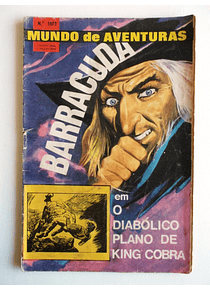 MUNDO de AVENTURAS
BARRACUDA
em
O
DIABÓLICO
PLANO DE
KING COBRA